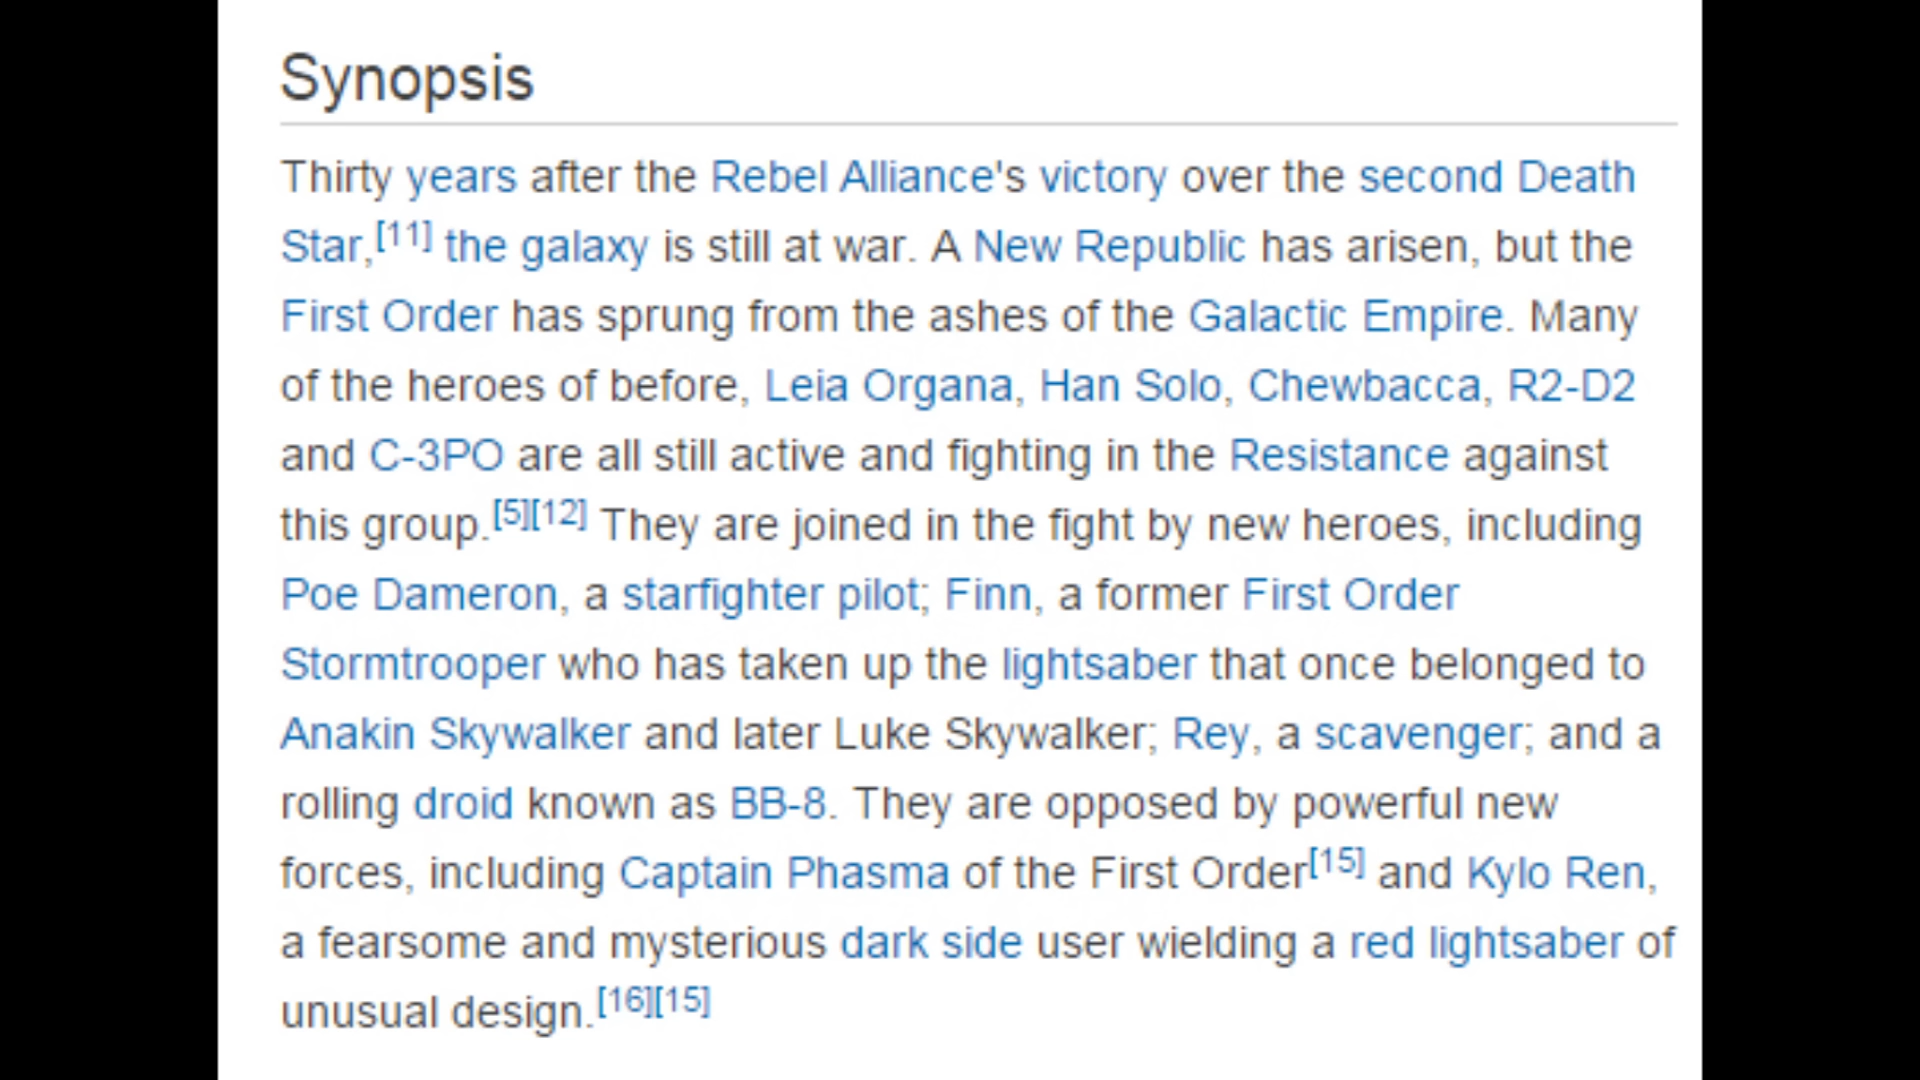 Synopsis
Thirty years after the Rebel Alliance's victory over the second Death
Star,[11] the galaxy is still at war. A New Republic has arisen, but the
First Order has sprung from the ashes of the Galactic Empire. Many
of the heroes of before, Leia Organa, Han Solo, Chewbacca, R2-D2
and C-3PO are all still active and fighting in the Resistance against
this group.[5][12] They are joined in the fight by new heroes, including
Poe Dameron, a starfighter pilot; Finn, a former First Order
Stormtrooper who has taken up the lightsaber that once belonged to
Anakin Skywalker and later Luke Skywalker; Rey, a scavenger; and a
rolling droid known as BB-8. They are opposed by powerful new
forces, including Captain Phasma of the First Order[15] and Kylo Ren,
a fearsome and mysterious dark side user wielding a red lightsaber of
unusual design.[16][15]